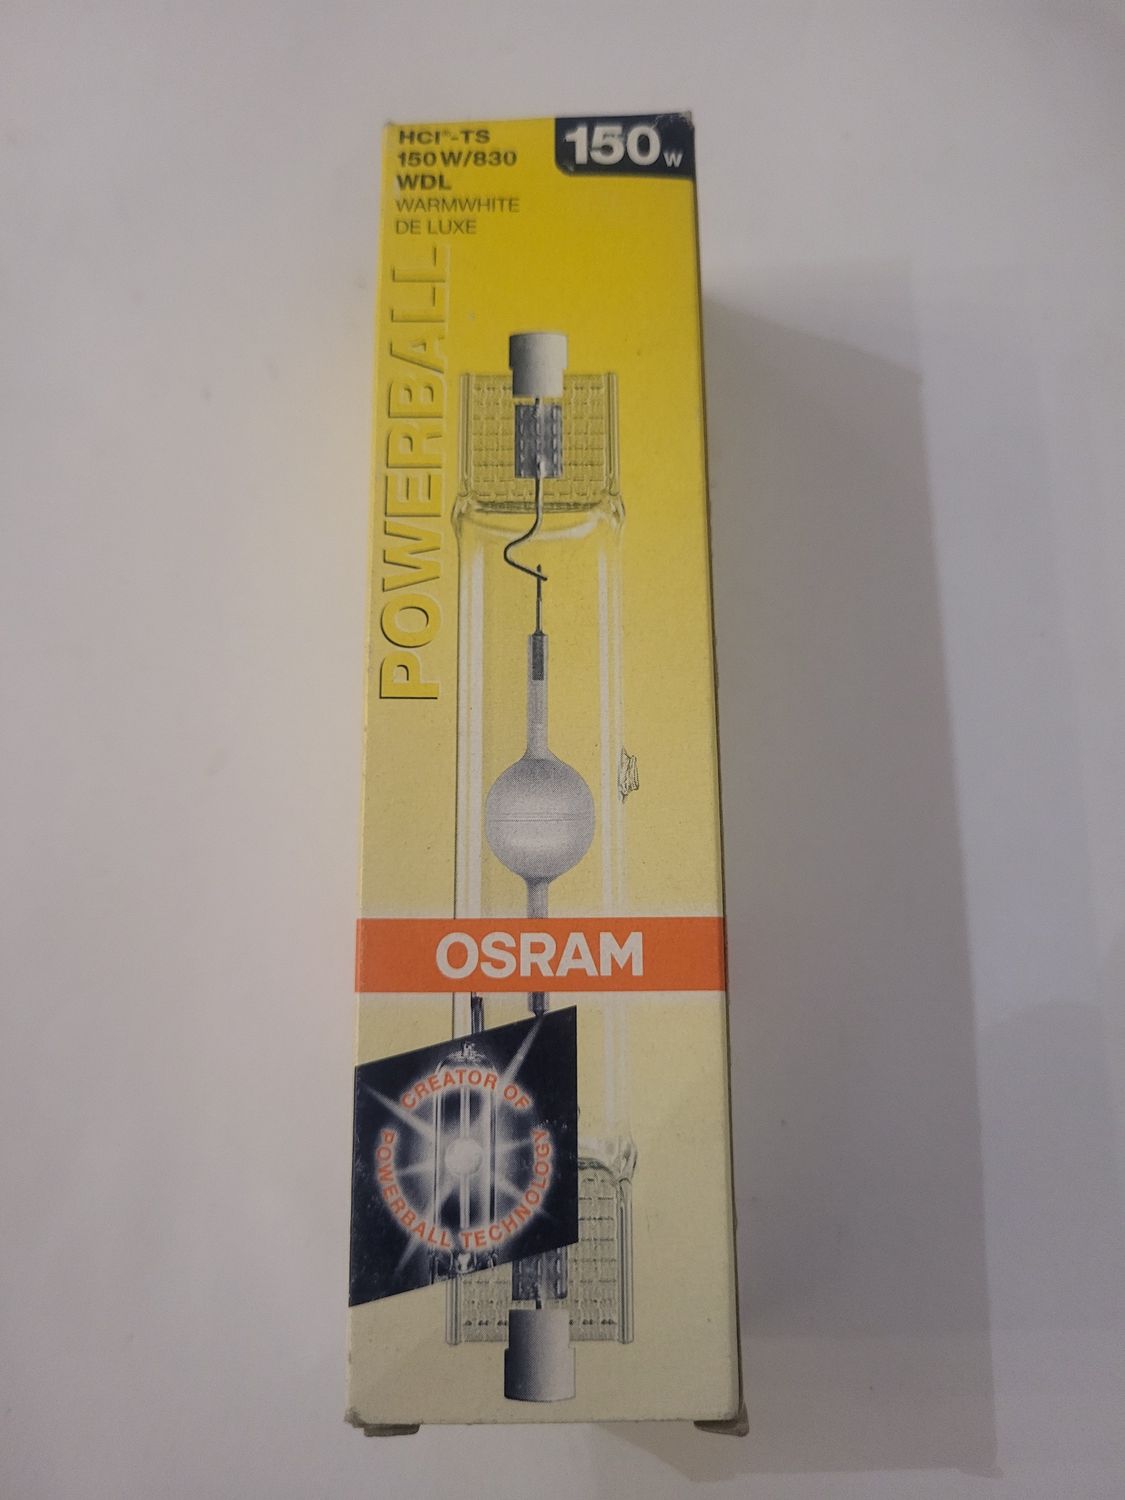 HCI®-TS
150 W/830
WDL
WARMWHITE
DE LUXE
150 W
POWERBALL
OSRAM
CREATOR OF
POWERBALL TECHNOLOGY